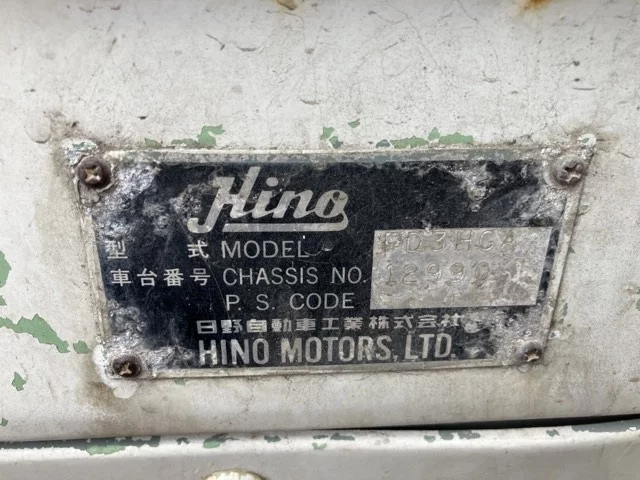 Hino
型 式 MODEL
車台番号 CHASSIS NO.
P. S. CODE
日野自動車工業株式会社
HINO MOTORS, LTD.